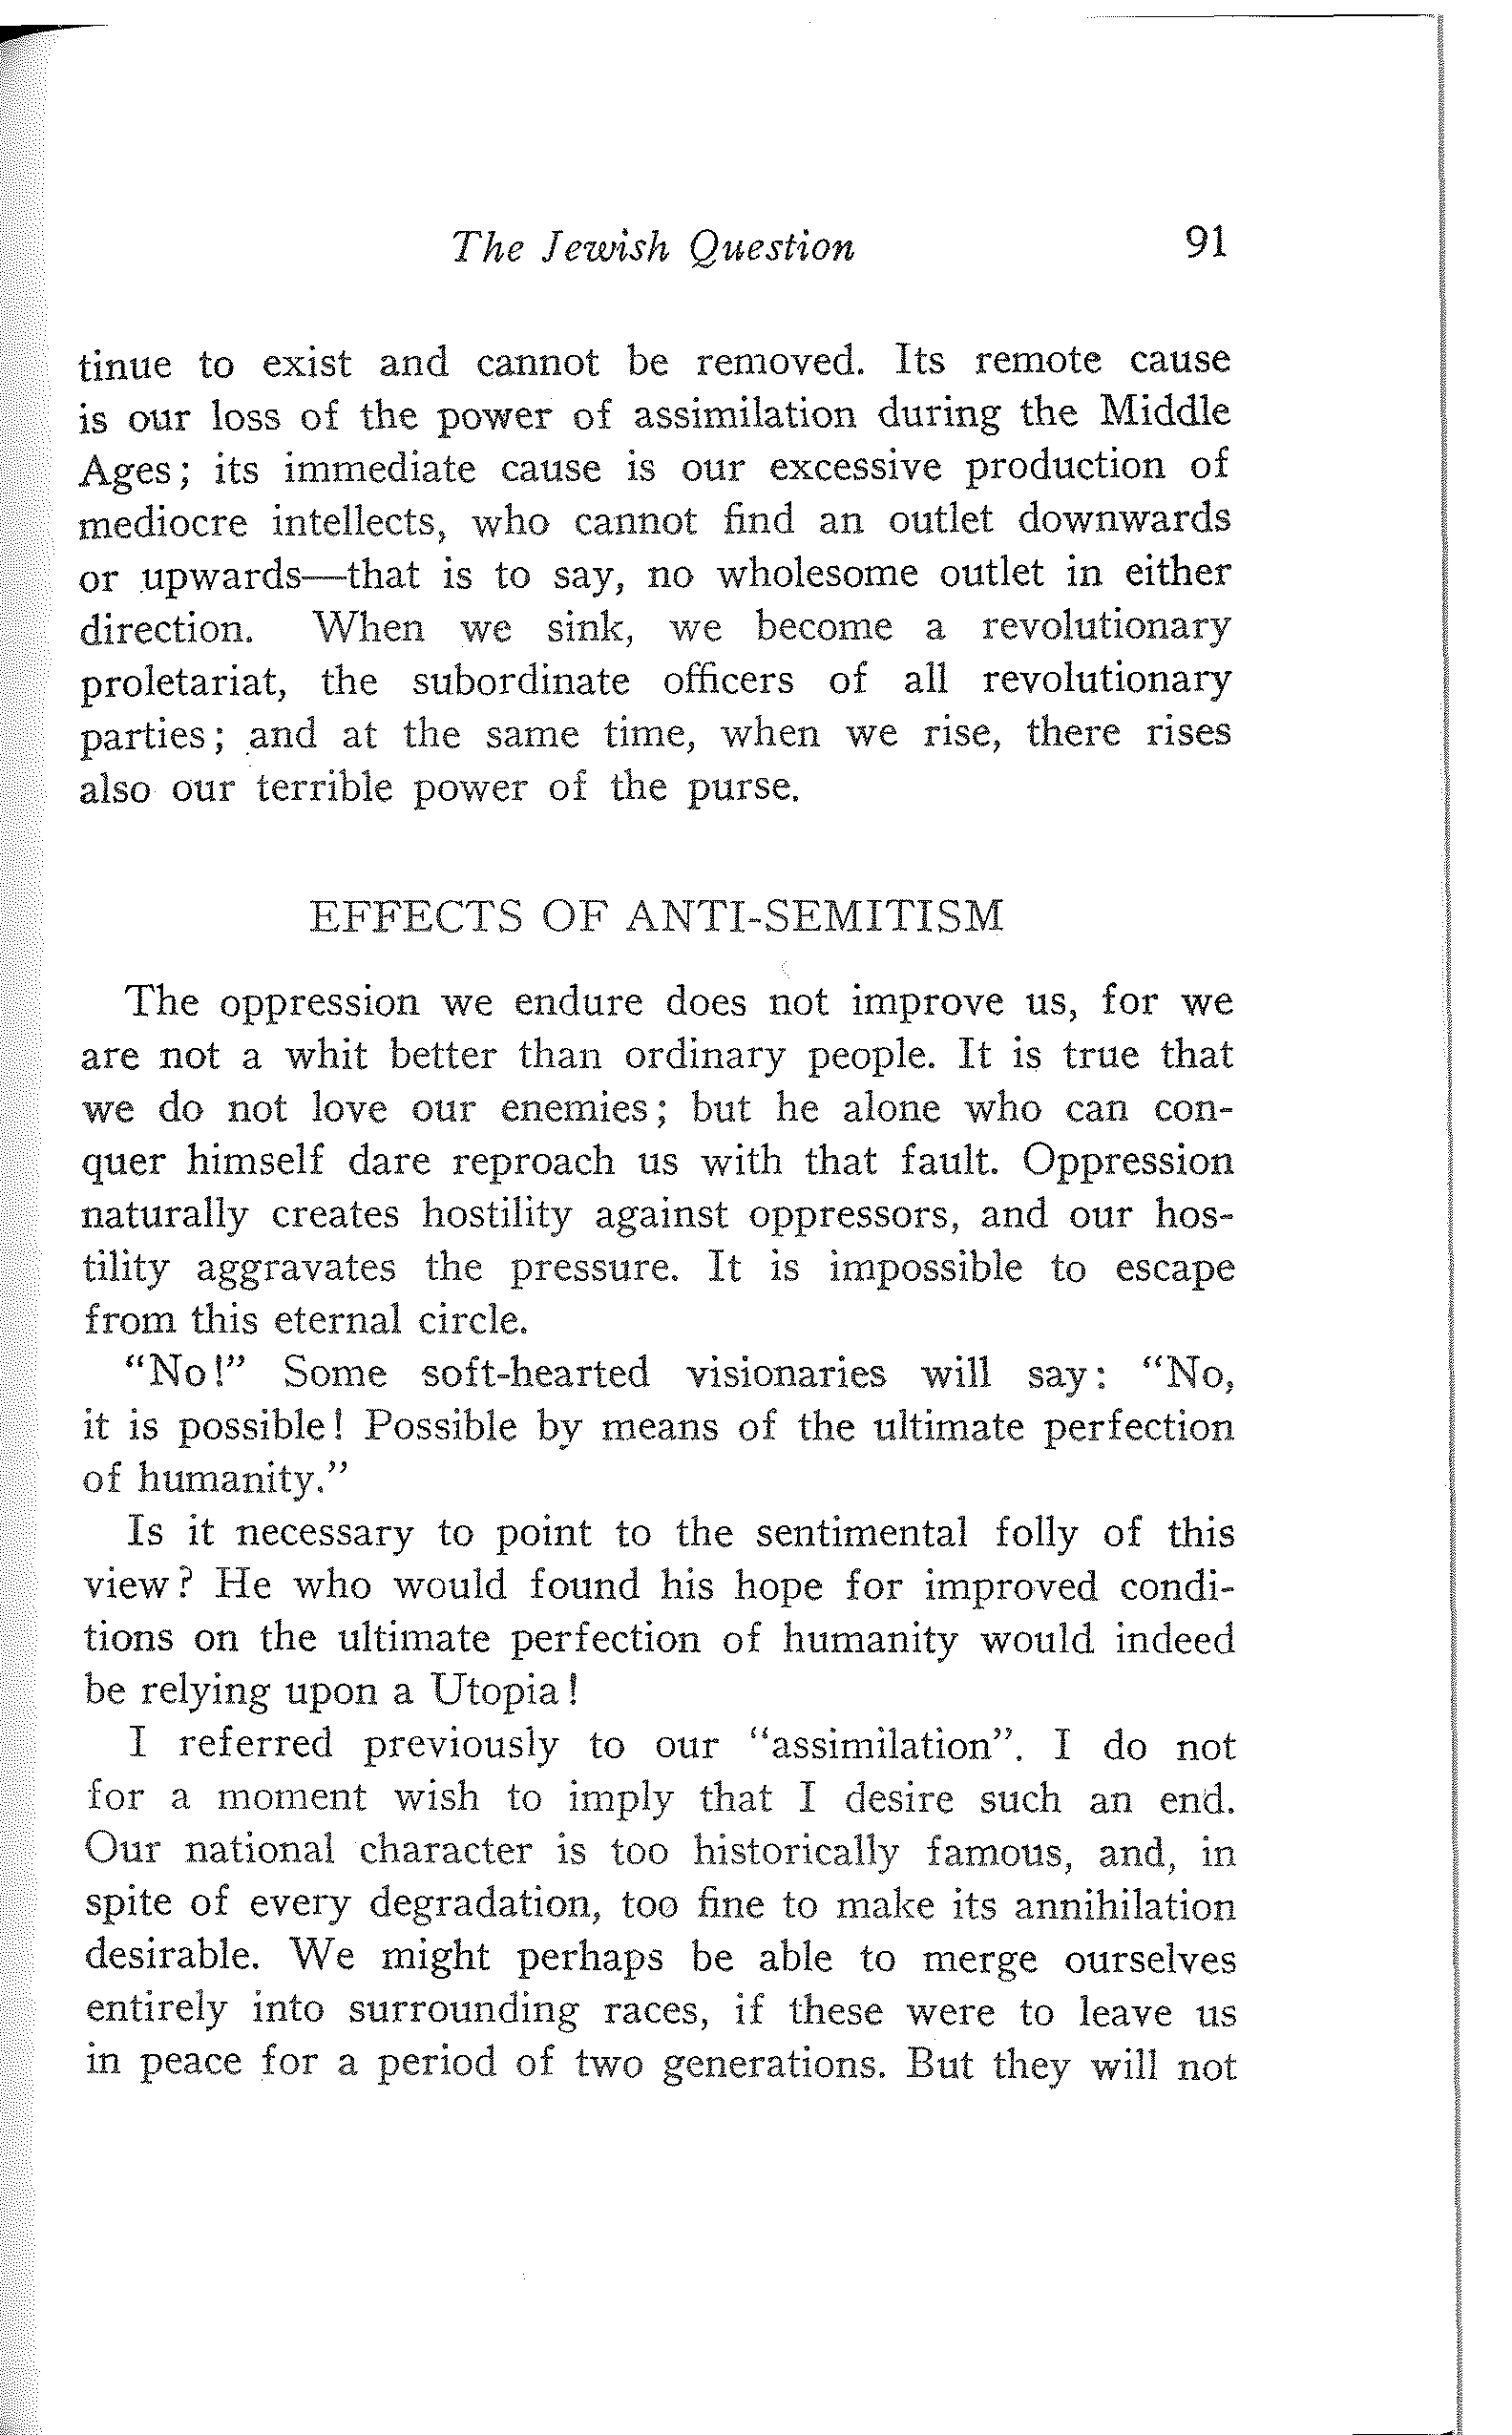 The Jewish Question 91
tinue to exist and cannot be removed. Its remote cause
is our loss of the power of assimilation during the Middle
Ages; its immediate cause is our excessive production of
mediocre intellects, who cannot find an outlet downwards
or upwards—that is to say, no wholesome outlet in either
direction. When we sink, we become a revolutionary
proletariat, the subordinate officers of all revolutionary
parties; and at the same time, when we rise, there rises
also our terrible power of the purse.
EFFECTS OF ANTI-SEMITISM
The oppression we endure does not improve us, for we
are not a whit better than ordinary people. It is true that
we do not love our enemies; but he alone who can con-
quer himself dare reproach us with that fault. Oppression
naturally creates hostility against oppressors, and our hos-
tility aggravates the pressure. It is impossible to escape
from this eternal circle.
“No!” Some soft-hearted visionaries will say: “No,
it is possible! Possible by means of the ultimate perfection
of humanity.”
Is it necessary to point to the sentimental folly of this
view? He who would found his hope for improved condi-
tions on the ultimate perfection of humanity would indeed
be relying upon a Utopia!
I referred previously to our “assimilation”. I do not
for a moment wish to imply that I desire such an end.
Our national character is too historically famous, and, in
spite of every degradation, too fine to make its annihilation
desirable. We might perhaps be able to merge ourselves
entirely into surrounding races, if these were to leave us
in peace for a period of two generations. But they will not